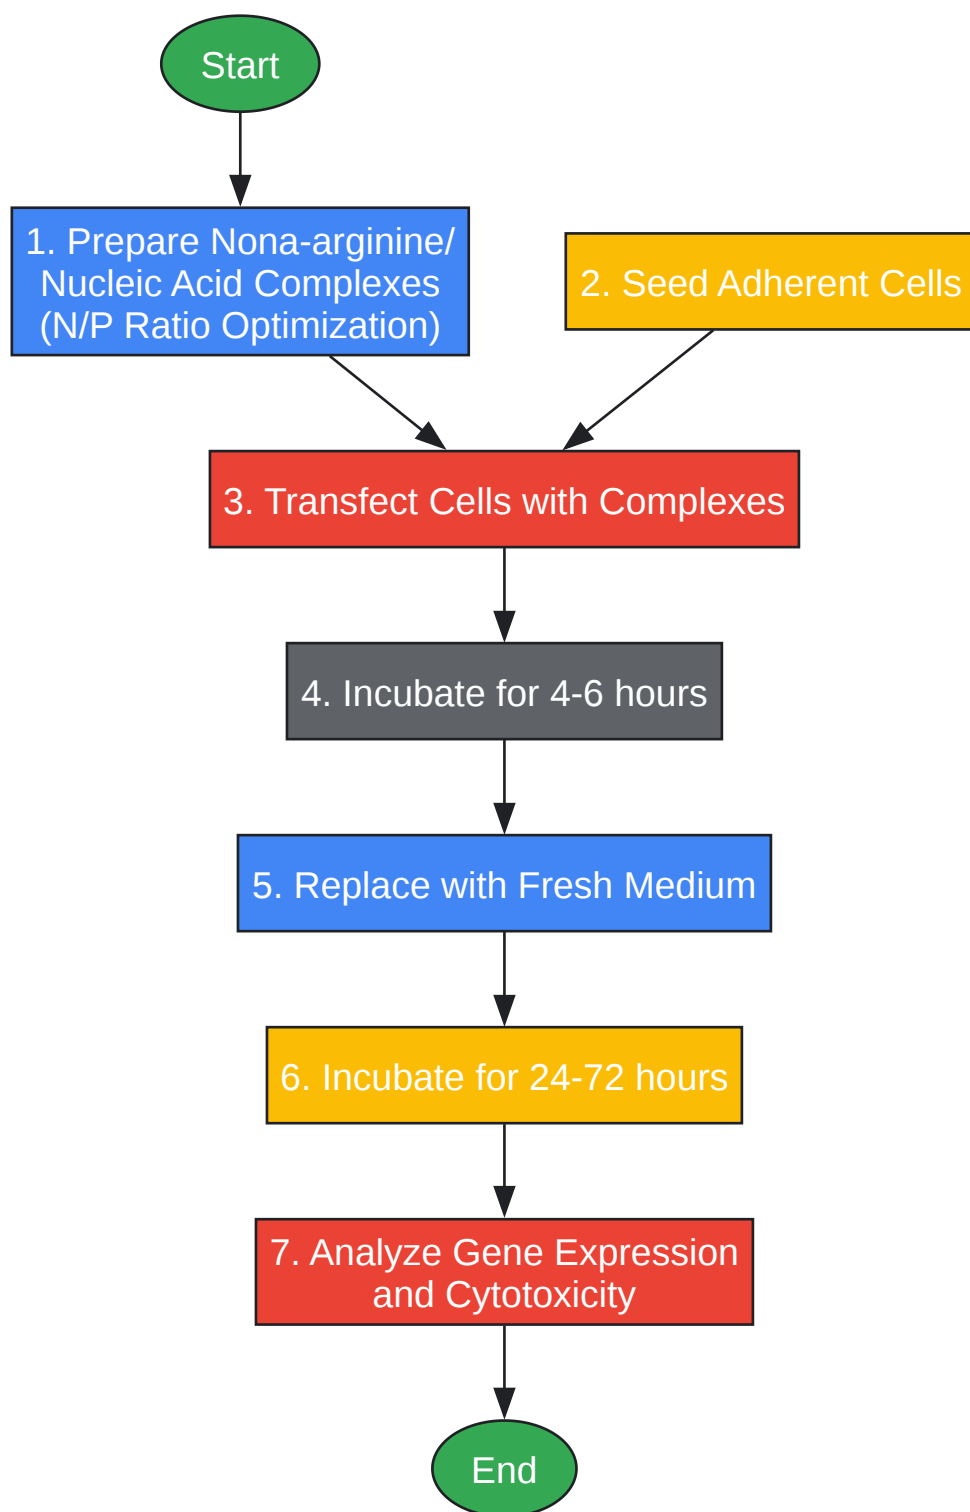 Start
1. Prepare Nona-arginine/
Nucleic Acid Complexes
(N/P Ratio Optimization)
2. Seed Adherent Cells
3. Transfect Cells with Complexes
4. Incubate for 4-6 hours
5. Replace with Fresh Medium
6. Incubate for 24-72 hours
7. Analyze Gene Expression
and Cytotoxicity
End